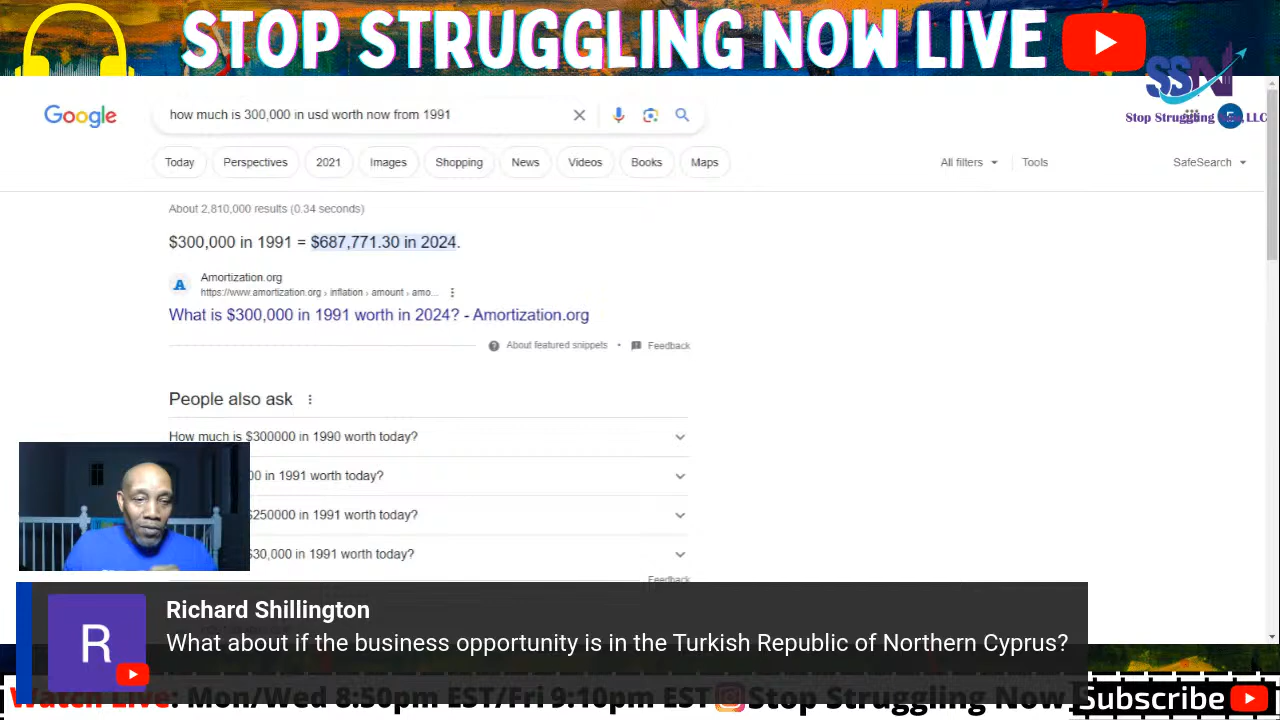 STOP STRUGGLING NOW LIVE
SSN
Stop Struggling
LLC
Google
how much is 300,000 in usd worth now from 1991
Today
Perspectives
2021
Images
Shopping
News
Videos
Books
Maps
All filters
Tools
SafeSearch
About 2,810,000 results (0.34 seconds)
$300,000 in 1991 = $687,771.30 in 2024.
A
Amortization.org
https://www.amortization.org › inflation › amount › amo...
What is $300,000 in 1991 worth in 2024? - Amortization.org
About featured snippets • Feedback
People also ask
How much is $300000 in 1990 worth today?
in 1991 worth today?
$250000 in 1991 worth today?
$30,000 in 1991 worth today?
Feedback
R
Richard Shillington
What about if the business opportunity is in the Turkish Republic of Northern Cyprus?
Watch Live: Mon/Wed 8:50pm EST/Fri 9:10pm EST Stop Struggling Now
Subscribe